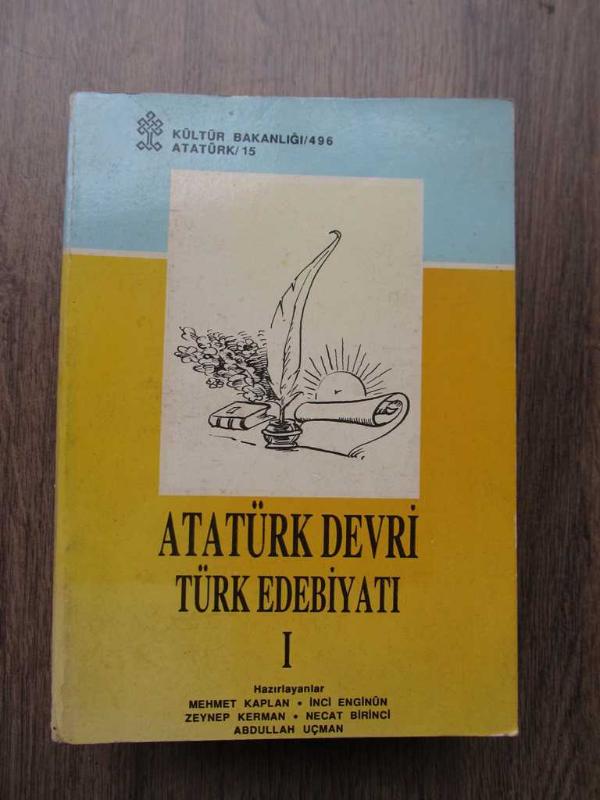 KÜLTÜR BAKANLIĞI/496
ATATÜRK/15
ATATÜRK DEVRİ
TÜRK EDEBİYATI
I
Hazırlayanlar
MEHMET KAPLAN • İNCİ ENGİNÜN
ZEYNEP KERMAN • NECAT BİRİNCİ
ABDULLAH UÇMAN